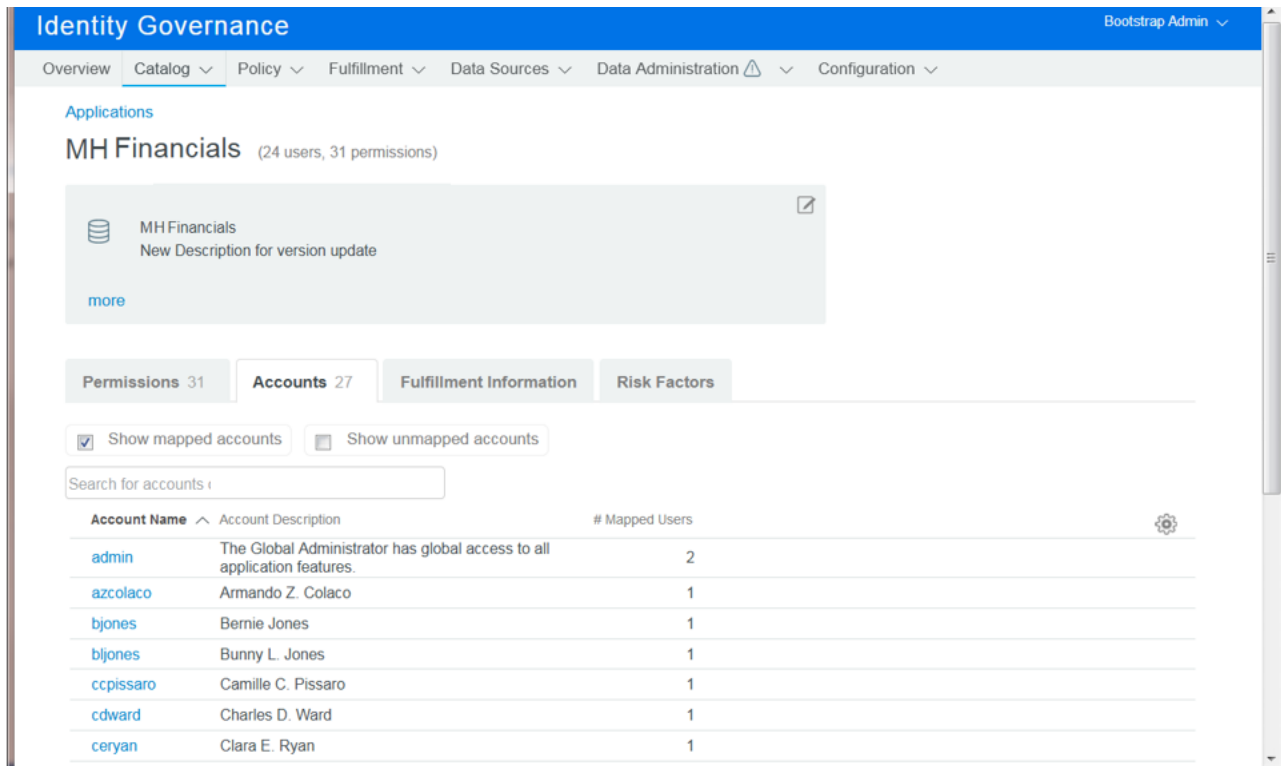 Identity Governance
Bootstrap Admin
Overview Catalog Policy Fulfillment Data Sources Data Administration Configuration
Applications
MH Financials (24 users, 31 permissions)
MH Financials
New Description for version update
more
Permissions 31 Accounts 27 Fulfillment Information Risk Factors
Show mapped accounts Show unmapped accounts
Search for accounts
Account Name Account Description # Mapped Users
admin The Global Administrator has global access to all application features. 2
azcolaco Armando Z. Colaco 1
bjones Bernie Jones 1
bljones Bunny L. Jones 1
ccpissaro Camille C. Pissaro 1
cdward Charles D. Ward 1
ceryan Clara E. Ryan 1